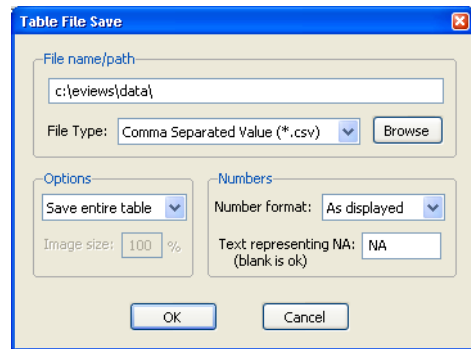 Table File Save
File name/path
c:\eviews\data\
File Type: Comma Separated Value (*.csv) Browse
Options
Save entire table
Image size: 100 %
Numbers
Number format: As displayed
Text representing NA: NA
(blank is ok)
OK Cancel